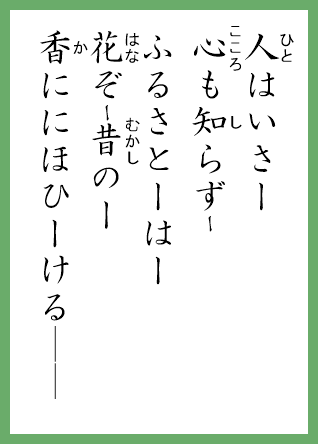 人はいさー
心も知らず～
ふるさとーはー
花ぞ～昔のー
香ににほひーける――
ひと
こころ
し
はな
むかし
か